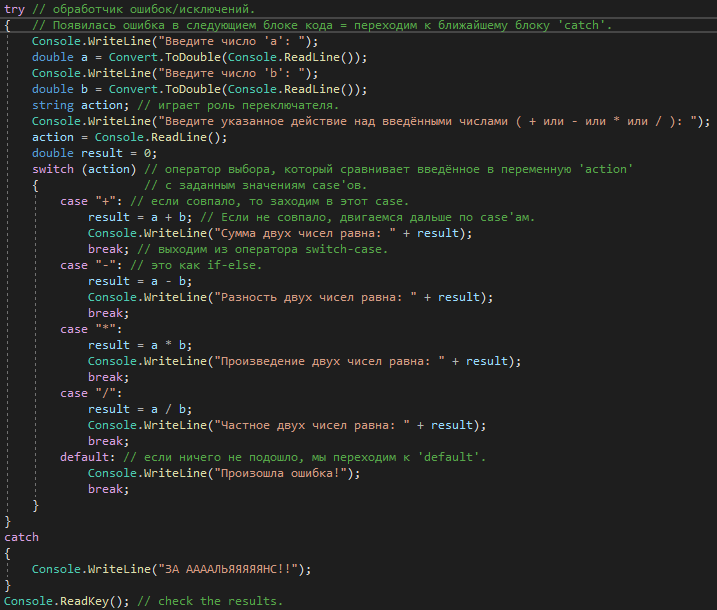 try // обработчик ошибок/исключений.
{   // Появилась ошибка в следующием блоке кода = переходим к ближайшему блоку 'catch'.
    Console.WriteLine("Введите число 'a': ");
    double a = Convert.ToDouble(Console.ReadLine());
    Console.WriteLine("Введите число 'b': ");
    double b = Convert.ToDouble(Console.ReadLine());
    string action; // играет роль переключателя.
    Console.WriteLine("Введите указанное действие над введёнными числами ( + или - или * или / ): ");
    action = Console.ReadLine();
    double result = 0;
    switch (action) // оператор выбора, который сравнивает введённое в переменную 'action'
    {               // с заданным значениям case'ов.
        case "+": // если совпало, то заходим в этот case.
            result = a + b; // Если не совпало, двигаемся дальше по case'ам.
            Console.WriteLine("Сумма двух чисел равна: " + result);
            break; // выходим из оператора switch-case.
        case "-": // это как if-else.
            result = a - b;
            Console.WriteLine("Разность двух чисел равна: " + result);
            break;
        case "*":
            result = a * b;
            Console.WriteLine("Произведение двух чисел равна: " + result);
            break;
        case "/":
            result = a / b;
            Console.WriteLine("Частное двух чисел равна: " + result);
            break;
        default: // если ничего не подошло, мы переходим к 'default'.
            Console.WriteLine("Произошла ошибка!");
            break;
    }
}
catch
{
    Console.WriteLine("ЗА АAААЛЬЯЯЯЯЯНС!!");
}
Console.ReadKey(); // check the results.